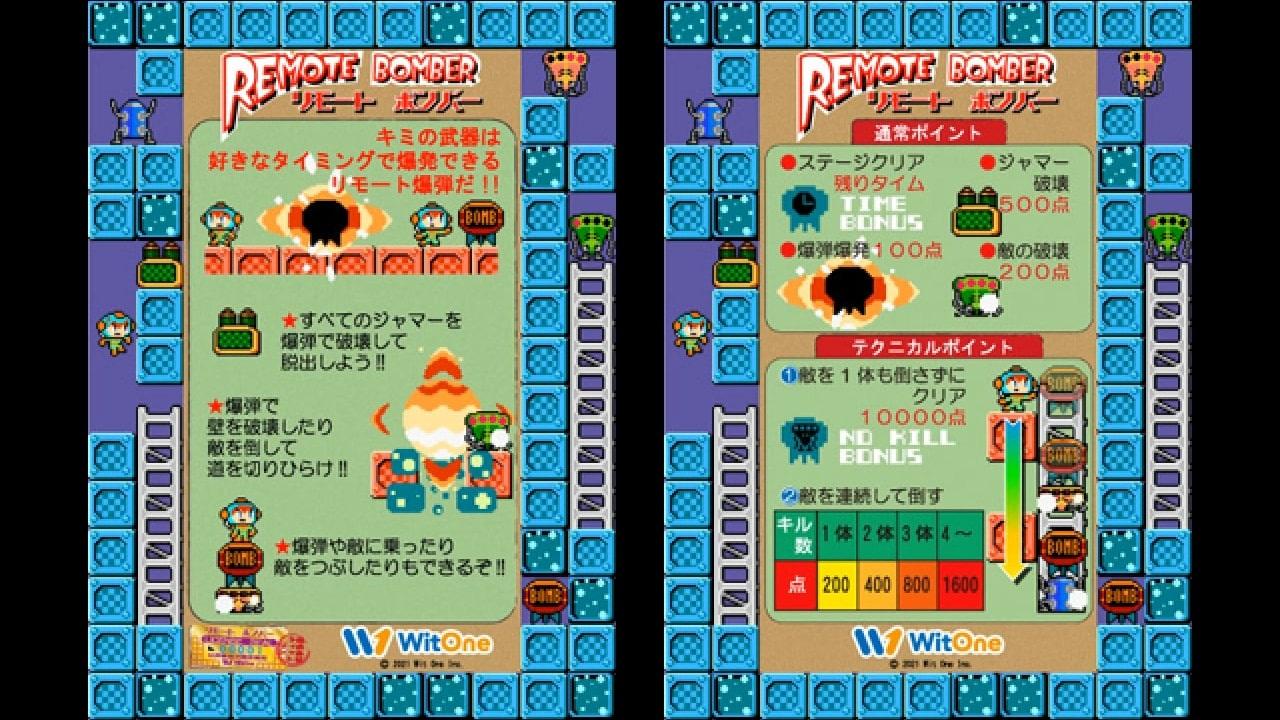 REMOTE BOMBER
リモート ボンバー
キミの武器は
好きなタイミングで爆発できる
リモート爆弾だ!!
BOMB
★すべてのジャマーを
爆弾で破壊して
脱出しよう!!
★爆弾で
壁を破壊したり
敵を倒して
道を切りひらけ!!
BOMB
★爆弾や敵に乗ったり
敵をつぶしたりもできるぞ!!
BOMB
WitOne
© 2021 Wit One Inc.
REMOTE BOMBER
リモート ボンバー
通常ポイント
●ステージクリア
残りタイム
TIME
BONUS
●ジャマー
破壊
500点
●爆弾爆発100点
●敵の破壊
200点
テクニカルポイント
①敵を1体も倒さずに
クリア
10000点
NO KILL
BONUS
BOMB
BOMB
BOMB
②敵を連続して倒す
キル数 1体 2体 3体 4~
点 200 400 800 1600
BOMB
WitOne
© 2021 Wit One Inc.